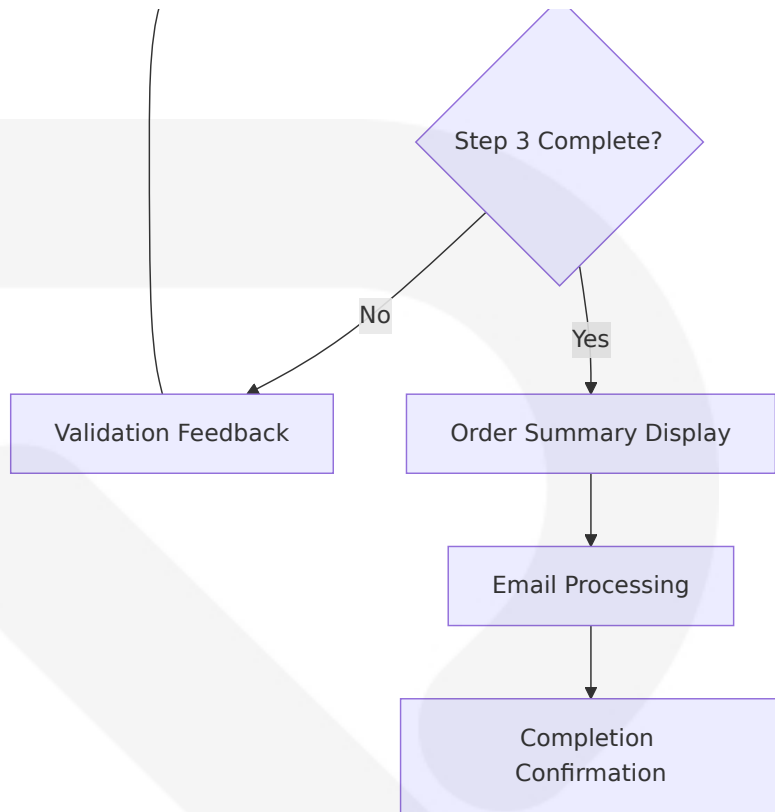 Step 3 Complete?
No
Yes
Validation Feedback
Order Summary Display
Email Processing
Completion
Confirmation